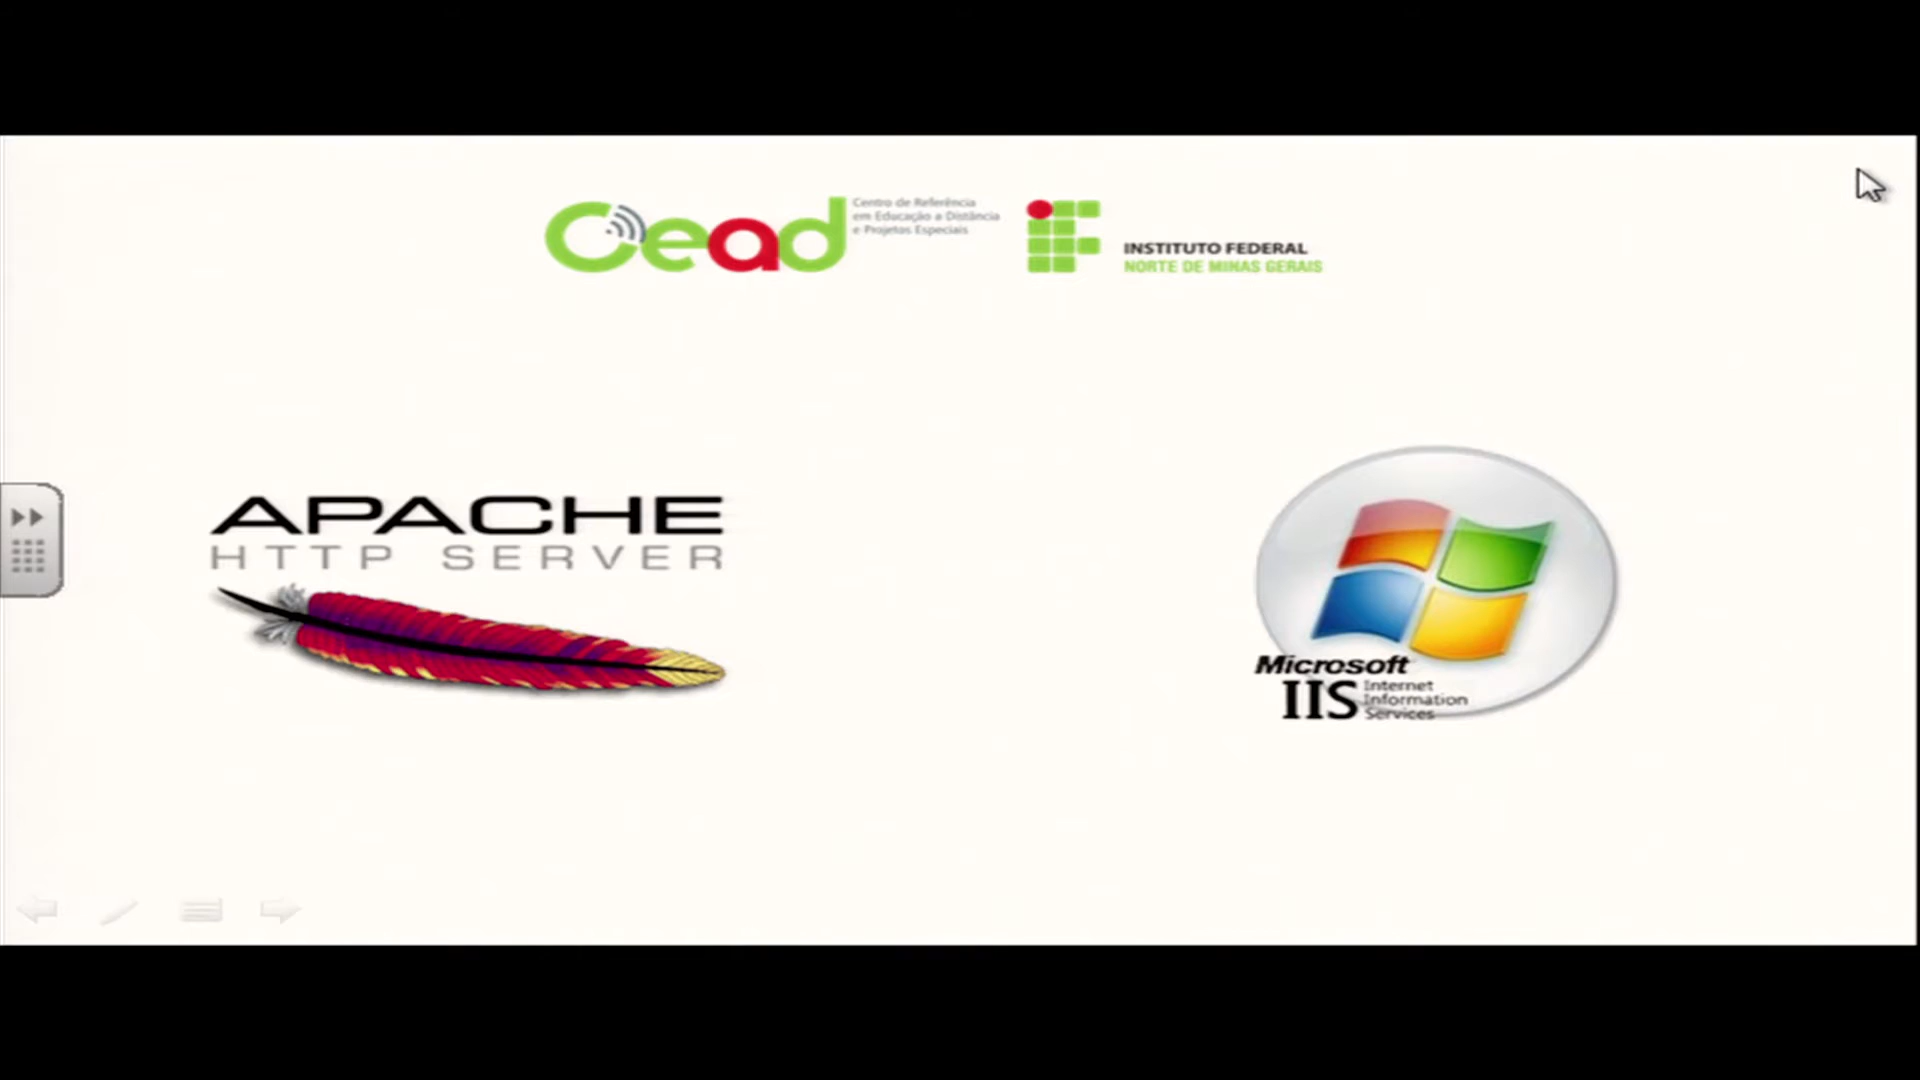 Cead
Centro de Referência
em Educação a Distância
e Projetos Especiais
INSTITUTO FEDERAL
NORTE DE MINAS GERAIS
APACHE
HTTP SERVER
Microsoft
IIS
Internet
Information
Services